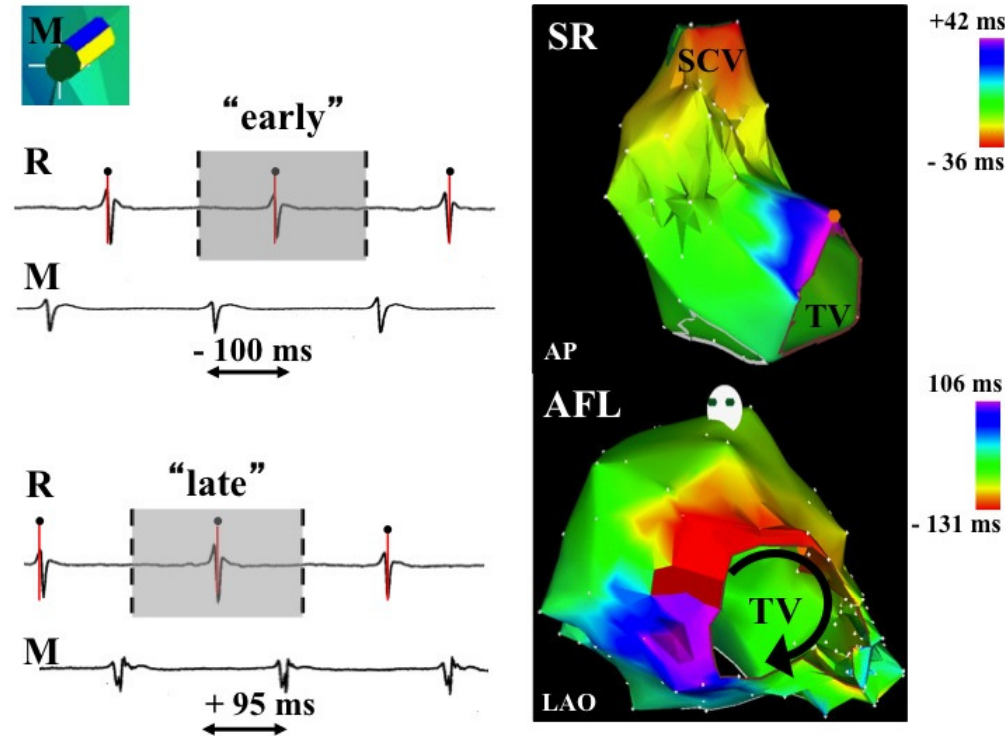 M
“early”
R
M
- 100 ms
“late”
R
M
+ 95 ms
SR
SCV
TV
AP
+42 ms
- 36 ms
AFL
TV
LAO
106 ms
- 131 ms